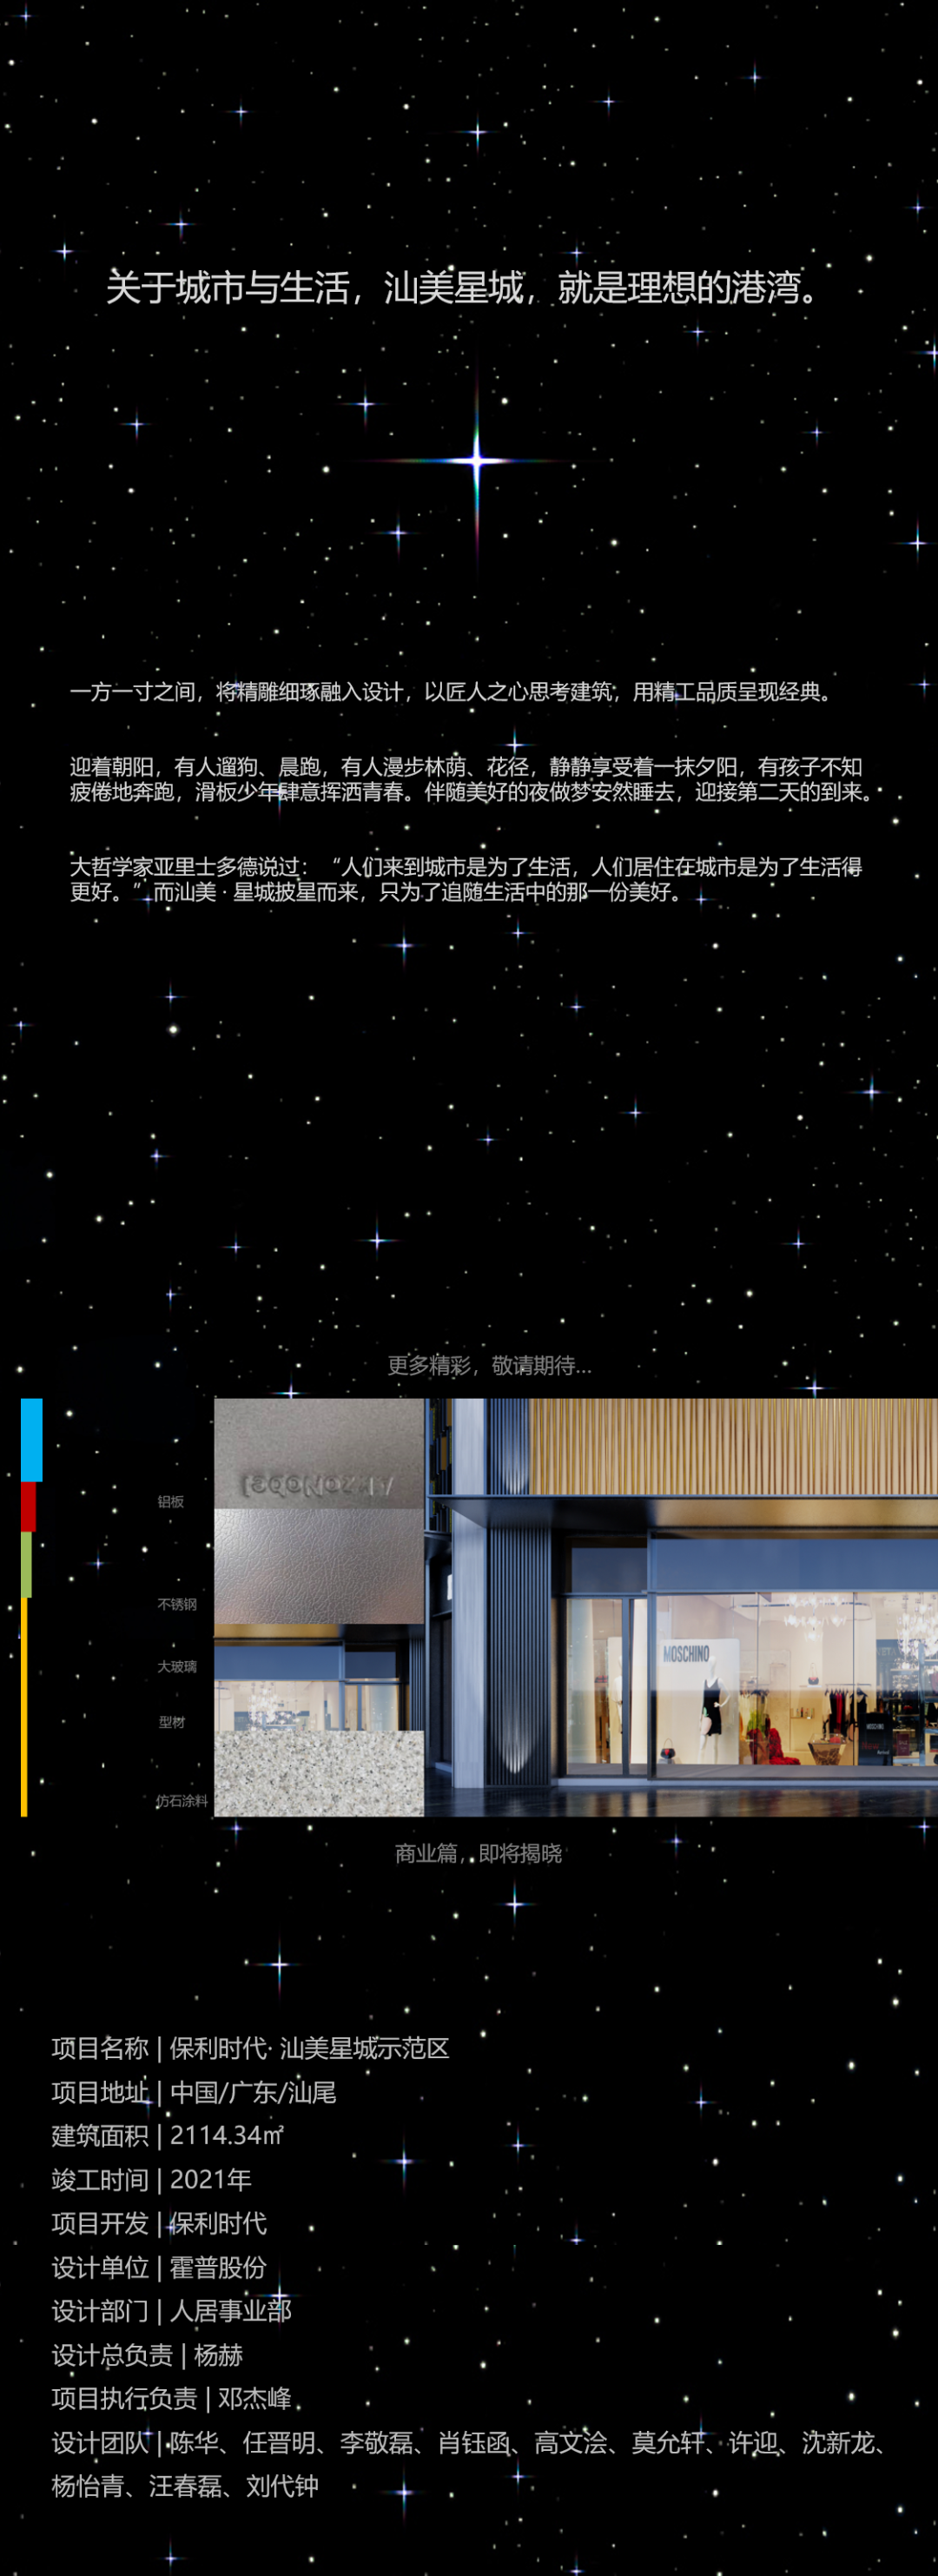 关于城市与生活，汕美星城，就是理想的港湾。
一方一寸之间，将精雕细琢融入设计，以匠人之心思考建筑，用精工品质呈现经典。
迎着朝阳，有人遛狗、晨跑，有人漫步林荫、花径，静静享受着一抹夕阳，有孩子不知
疲倦地奔跑，滑板少年肆意挥洒青春。伴随美好的夜做梦安然睡去，迎接第二天的到来。
大哲学家亚里士多德说过：“人们来到城市是为了生活，人们居住在城市是为了生活得
更好。”而汕美·星城披星而来，只为了追随生活中的那一份美好。
更多精彩，敬请期待...
AkzoNobel
铝板
不锈钢
大玻璃
型材
仿石涂料
MOSCHINO
MOSCHINO
商业篇，即将揭晓
项目名称 | 保利时代· 汕美星城示范区
项目地址 | 中国/广东/汕尾
建筑面积 | 2114.34㎡
竣工时间 | 2021年
项目开发 | 保利时代
设计单位 | 霍普股份
设计部门 | 人居事业部
设计总负责 | 杨赫
项目执行负责 | 邓杰峰
设计团队 | 陈华、任晋明、李敬磊、肖钰函、高文浍、莫允轩、许迎、沈新龙、
杨怡青、汪春磊、刘代钟